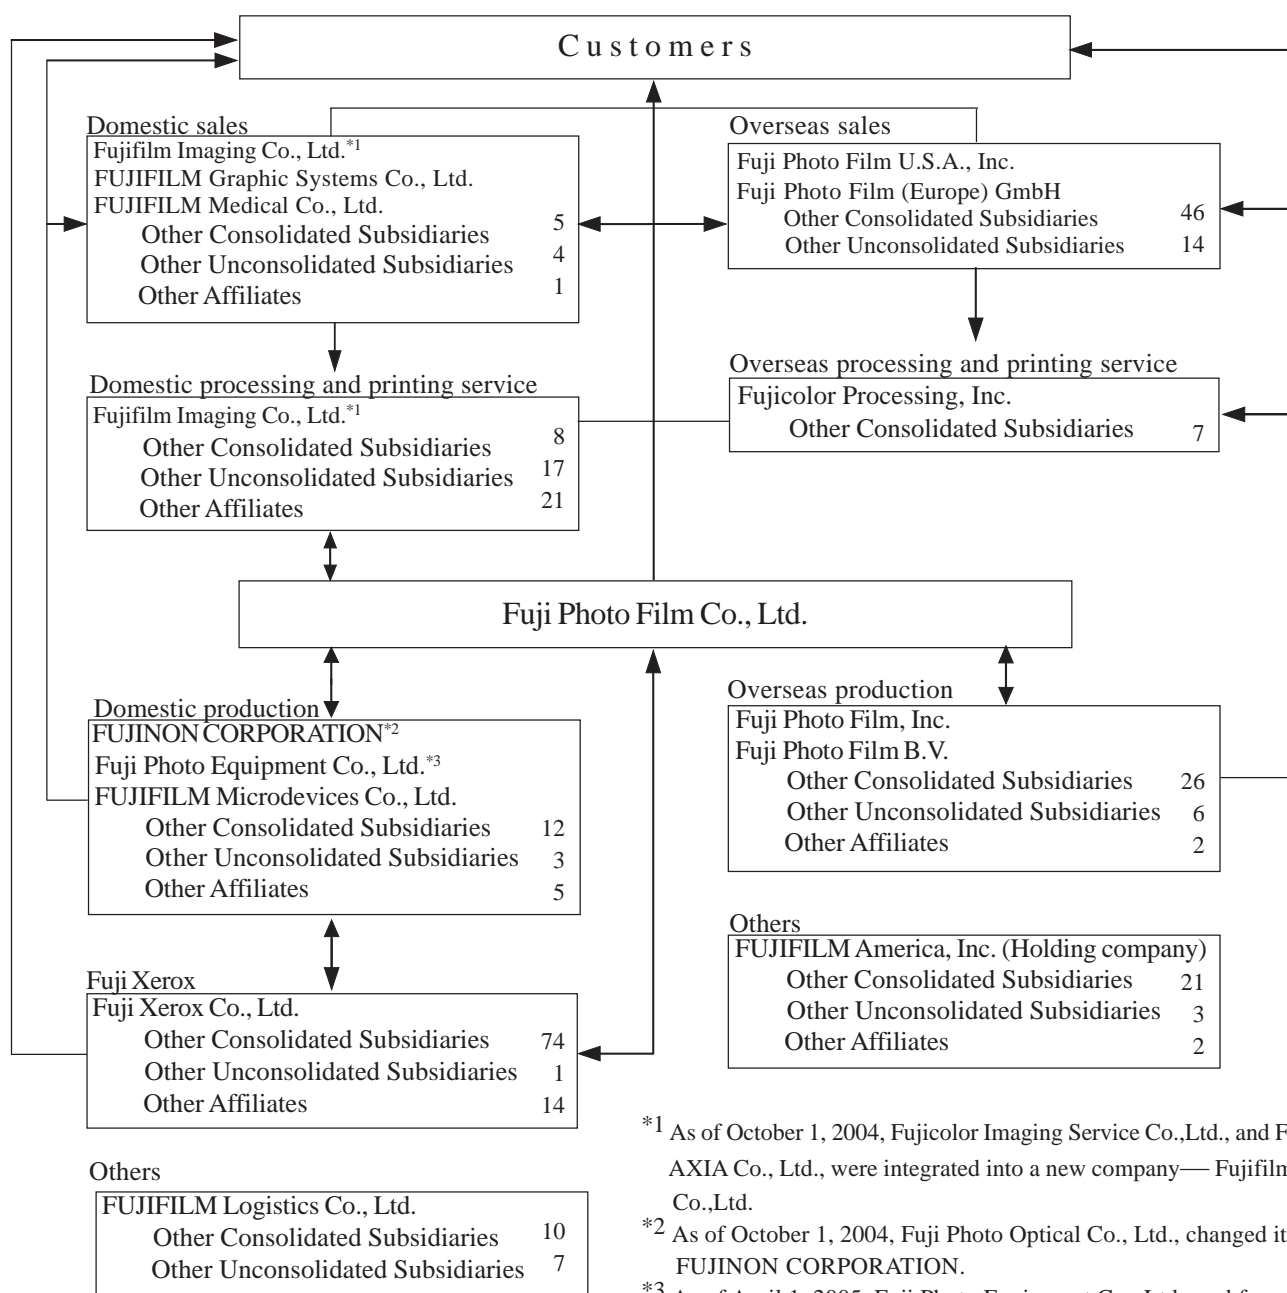 Customers
Domestic sales
Fujifilm Imaging Co., Ltd.*1
FUJIFILM Graphic Systems Co., Ltd.
FUJIFILM Medical Co., Ltd.
Other Consolidated Subsidiaries 5
Other Unconsolidated Subsidiaries 4
Other Affiliates 1
Overseas sales
Fuji Photo Film U.S.A., Inc.
Fuji Photo Film (Europe) GmbH
Other Consolidated Subsidiaries 46
Other Unconsolidated Subsidiaries 14
Domestic processing and printing service
Fujifilm Imaging Co., Ltd.*1
Other Consolidated Subsidiaries 8
Other Unconsolidated Subsidiaries 17
Other Affiliates 21
Overseas processing and printing service
Fujicolor Processing, Inc.
Other Consolidated Subsidiaries 7
Fuji Photo Film Co., Ltd.
Domestic production
FUJINON CORPORATION*2
Fuji Photo Equipment Co., Ltd.*3
FUJIFILM Microdevices Co., Ltd.
Other Consolidated Subsidiaries 12
Other Unconsolidated Subsidiaries 3
Other Affiliates 5
Overseas production
Fuji Photo Film, Inc.
Fuji Photo Film B.V.
Other Consolidated Subsidiaries 26
Other Unconsolidated Subsidiaries 6
Other Affiliates 2
Others
FUJIFILM America, Inc. (Holding company)
Other Consolidated Subsidiaries 21
Other Unconsolidated Subsidiaries 3
Other Affiliates 2
Fuji Xerox
Fuji Xerox Co., Ltd.
Other Consolidated Subsidiaries 74
Other Unconsolidated Subsidiaries 1
Other Affiliates 14
Others
FUJIFILM Logistics Co., Ltd.
Other Consolidated Subsidiaries 10
Other Unconsolidated Subsidiaries 7
*1 As of October 1, 2004, Fujicolor Imaging Service Co.,Ltd., and F
AXIA Co., Ltd., were integrated into a new company— Fujifilm
Co.,Ltd.
*2 As of October 1, 2004, Fuji Photo Optical Co., Ltd., changed it
FUJINON CORPORATION.
*3 As of April 1, 2005, Fuji Photo Equipment Co., Ltd.,